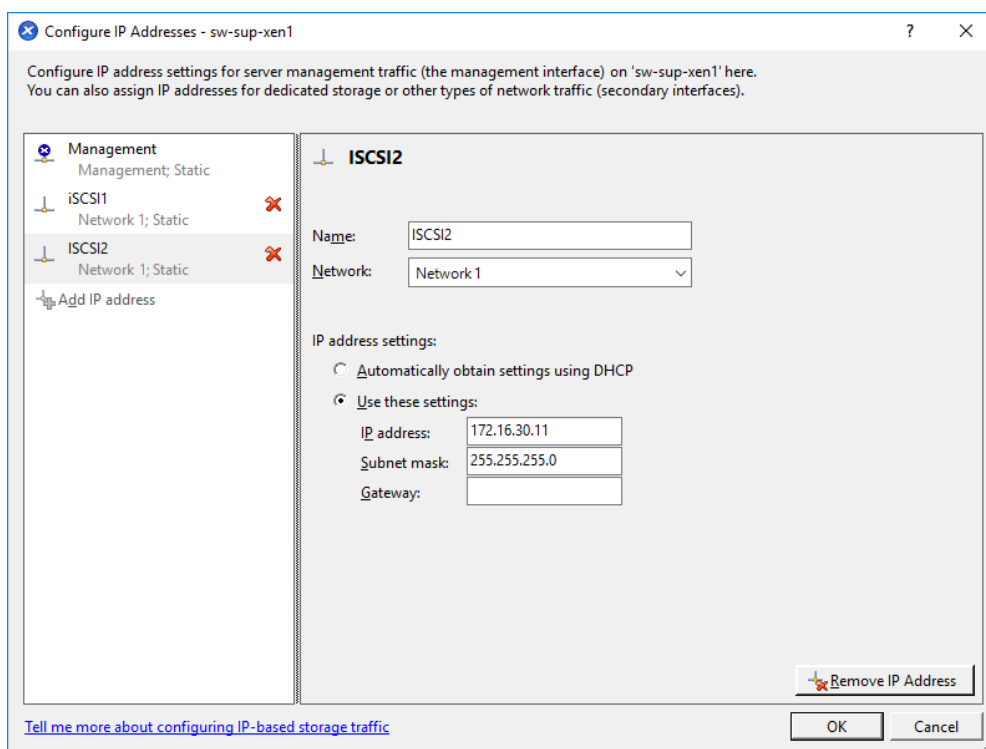 Configure IP Addresses - sw-sup-xen1
?
Configure IP address settings for server management traffic (the management interface) on 'sw-sup-xen1' here.
You can also assign IP addresses for dedicated storage or other types of network traffic (secondary interfaces).
Management
Management; Static
iSCSI1
Network 1; Static
ISCSI2
Network 1; Static
Add IP address
ISCSI2
Name: ISCSI2
Network: Network 1
IP address settings:
Automatically obtain settings using DHCP
Use these settings:
IP address: 172.16.30.11
Subnet mask: 255.255.255.0
Gateway:
Remove IP Address
Tell me more about configuring IP-based storage traffic
OK Cancel